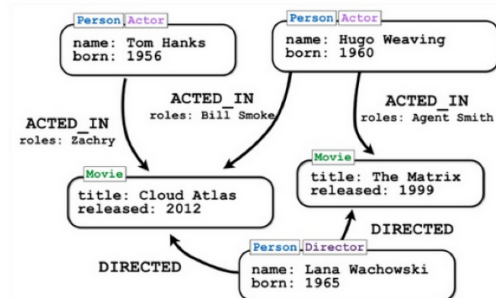 Person Actor
name: Tom Hanks
born: 1956
Person Actor
name: Hugo Weaving
born: 1960
ACTED_IN
roles: Zachry
ACTED_IN
roles: Bill Smoke
ACTED_IN
roles: Agent Smith
Movie
title: Cloud Atlas
released: 2012
Movie
title: The Matrix
released: 1999
DIRECTED
DIRECTED
Person Director
name: Lana Wachowski
born: 1965